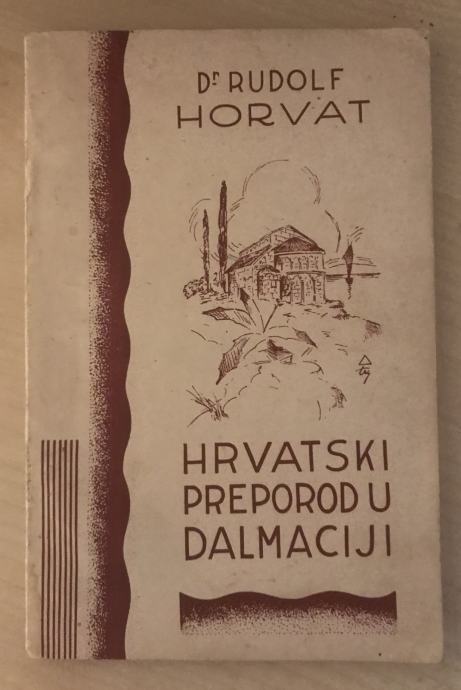 Dr RUDOLF
HORVAT
HRVATSKI
PREPOROD U
DALMACIJI